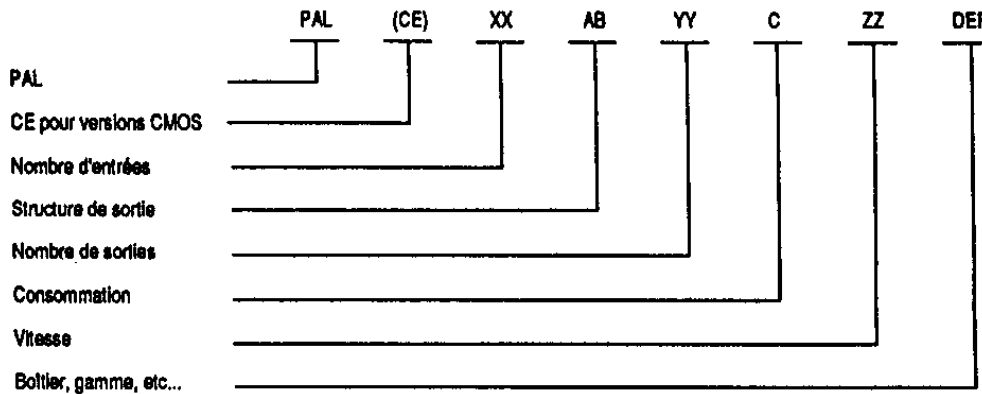 PAL (CE) XX AB YY C ZZ DEF
PAL
CE pour versions CMOS
Nombre d'entrées
Structure de sortie
Nombre de sorties
Consommation
Vitesse
Boîtier, gamme, etc...